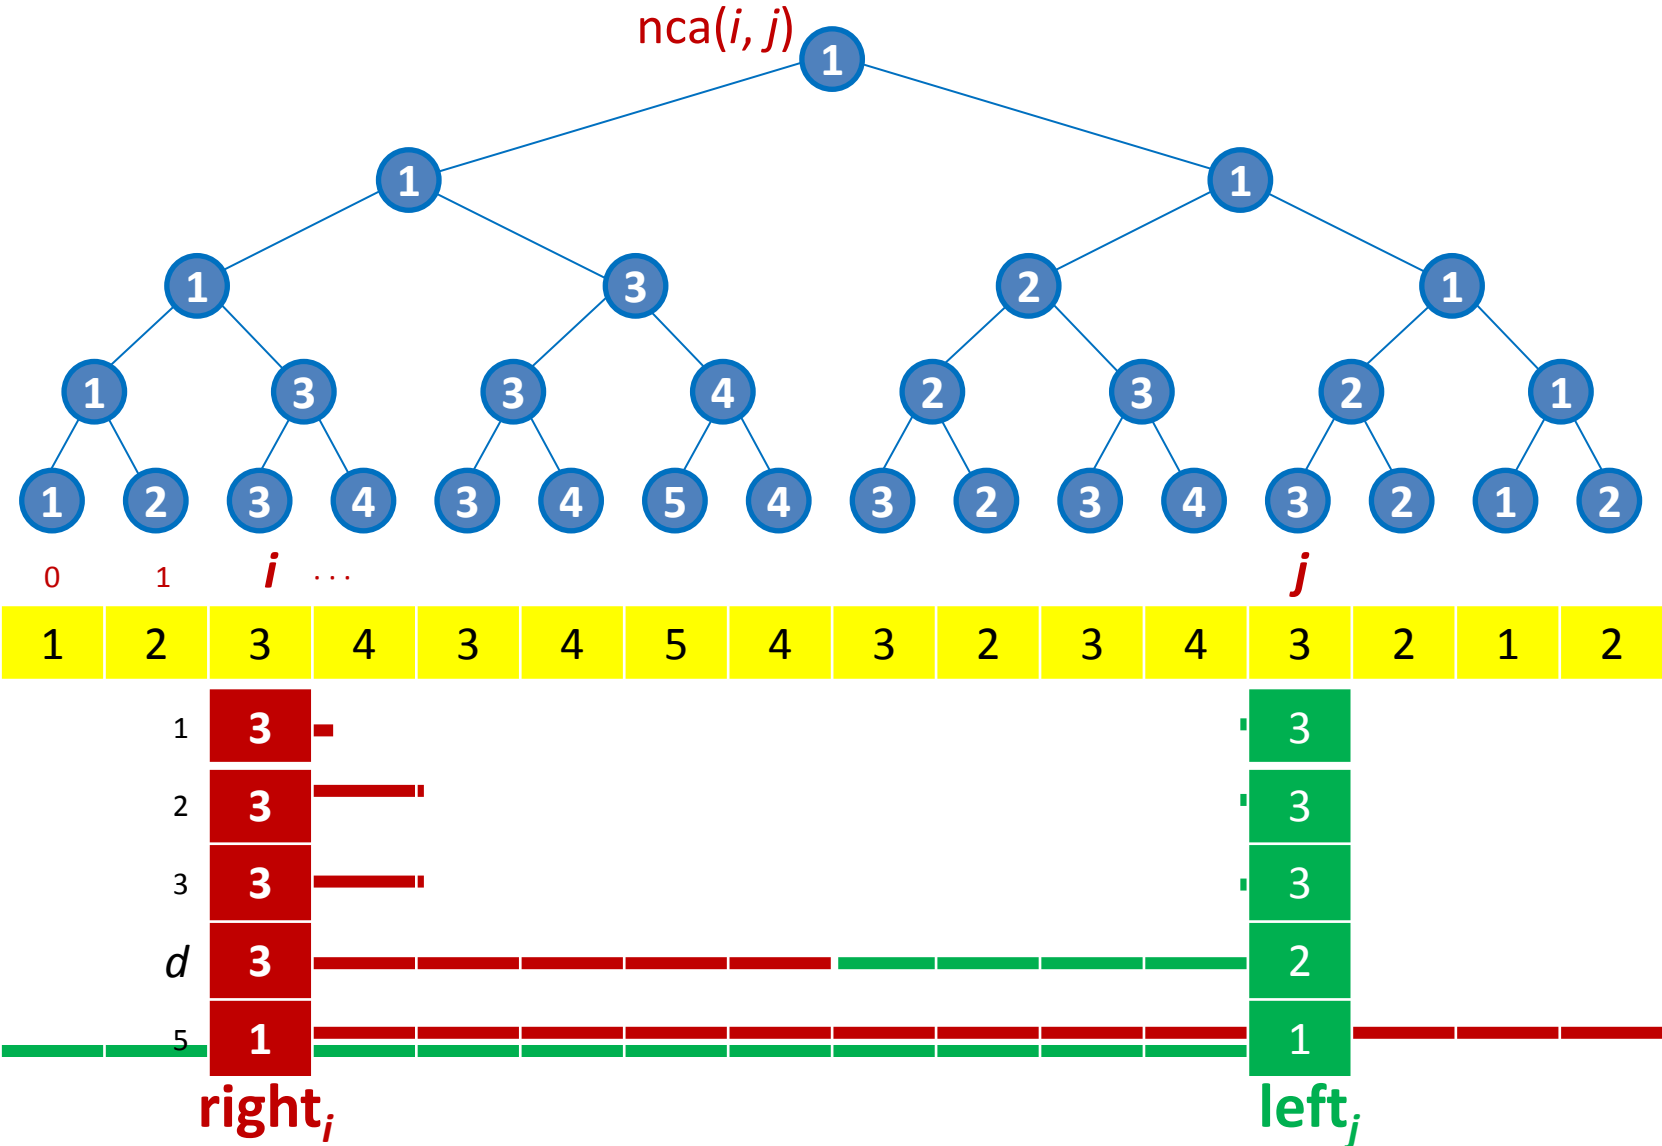 nca(i, j) 1
1 1
1 3 2 1
1 3 3 4 2 3 2 1
1 2 3 4 3 4 5 4 3 2 3 4 3 2 1 2
0 1 i ... j
1 2 3 4 3 4 5 4 3 2 3 4 3 2 1 2
1 3 3
2 3 3
3 3 3
d 3 2
5 1 1
right_i left_j